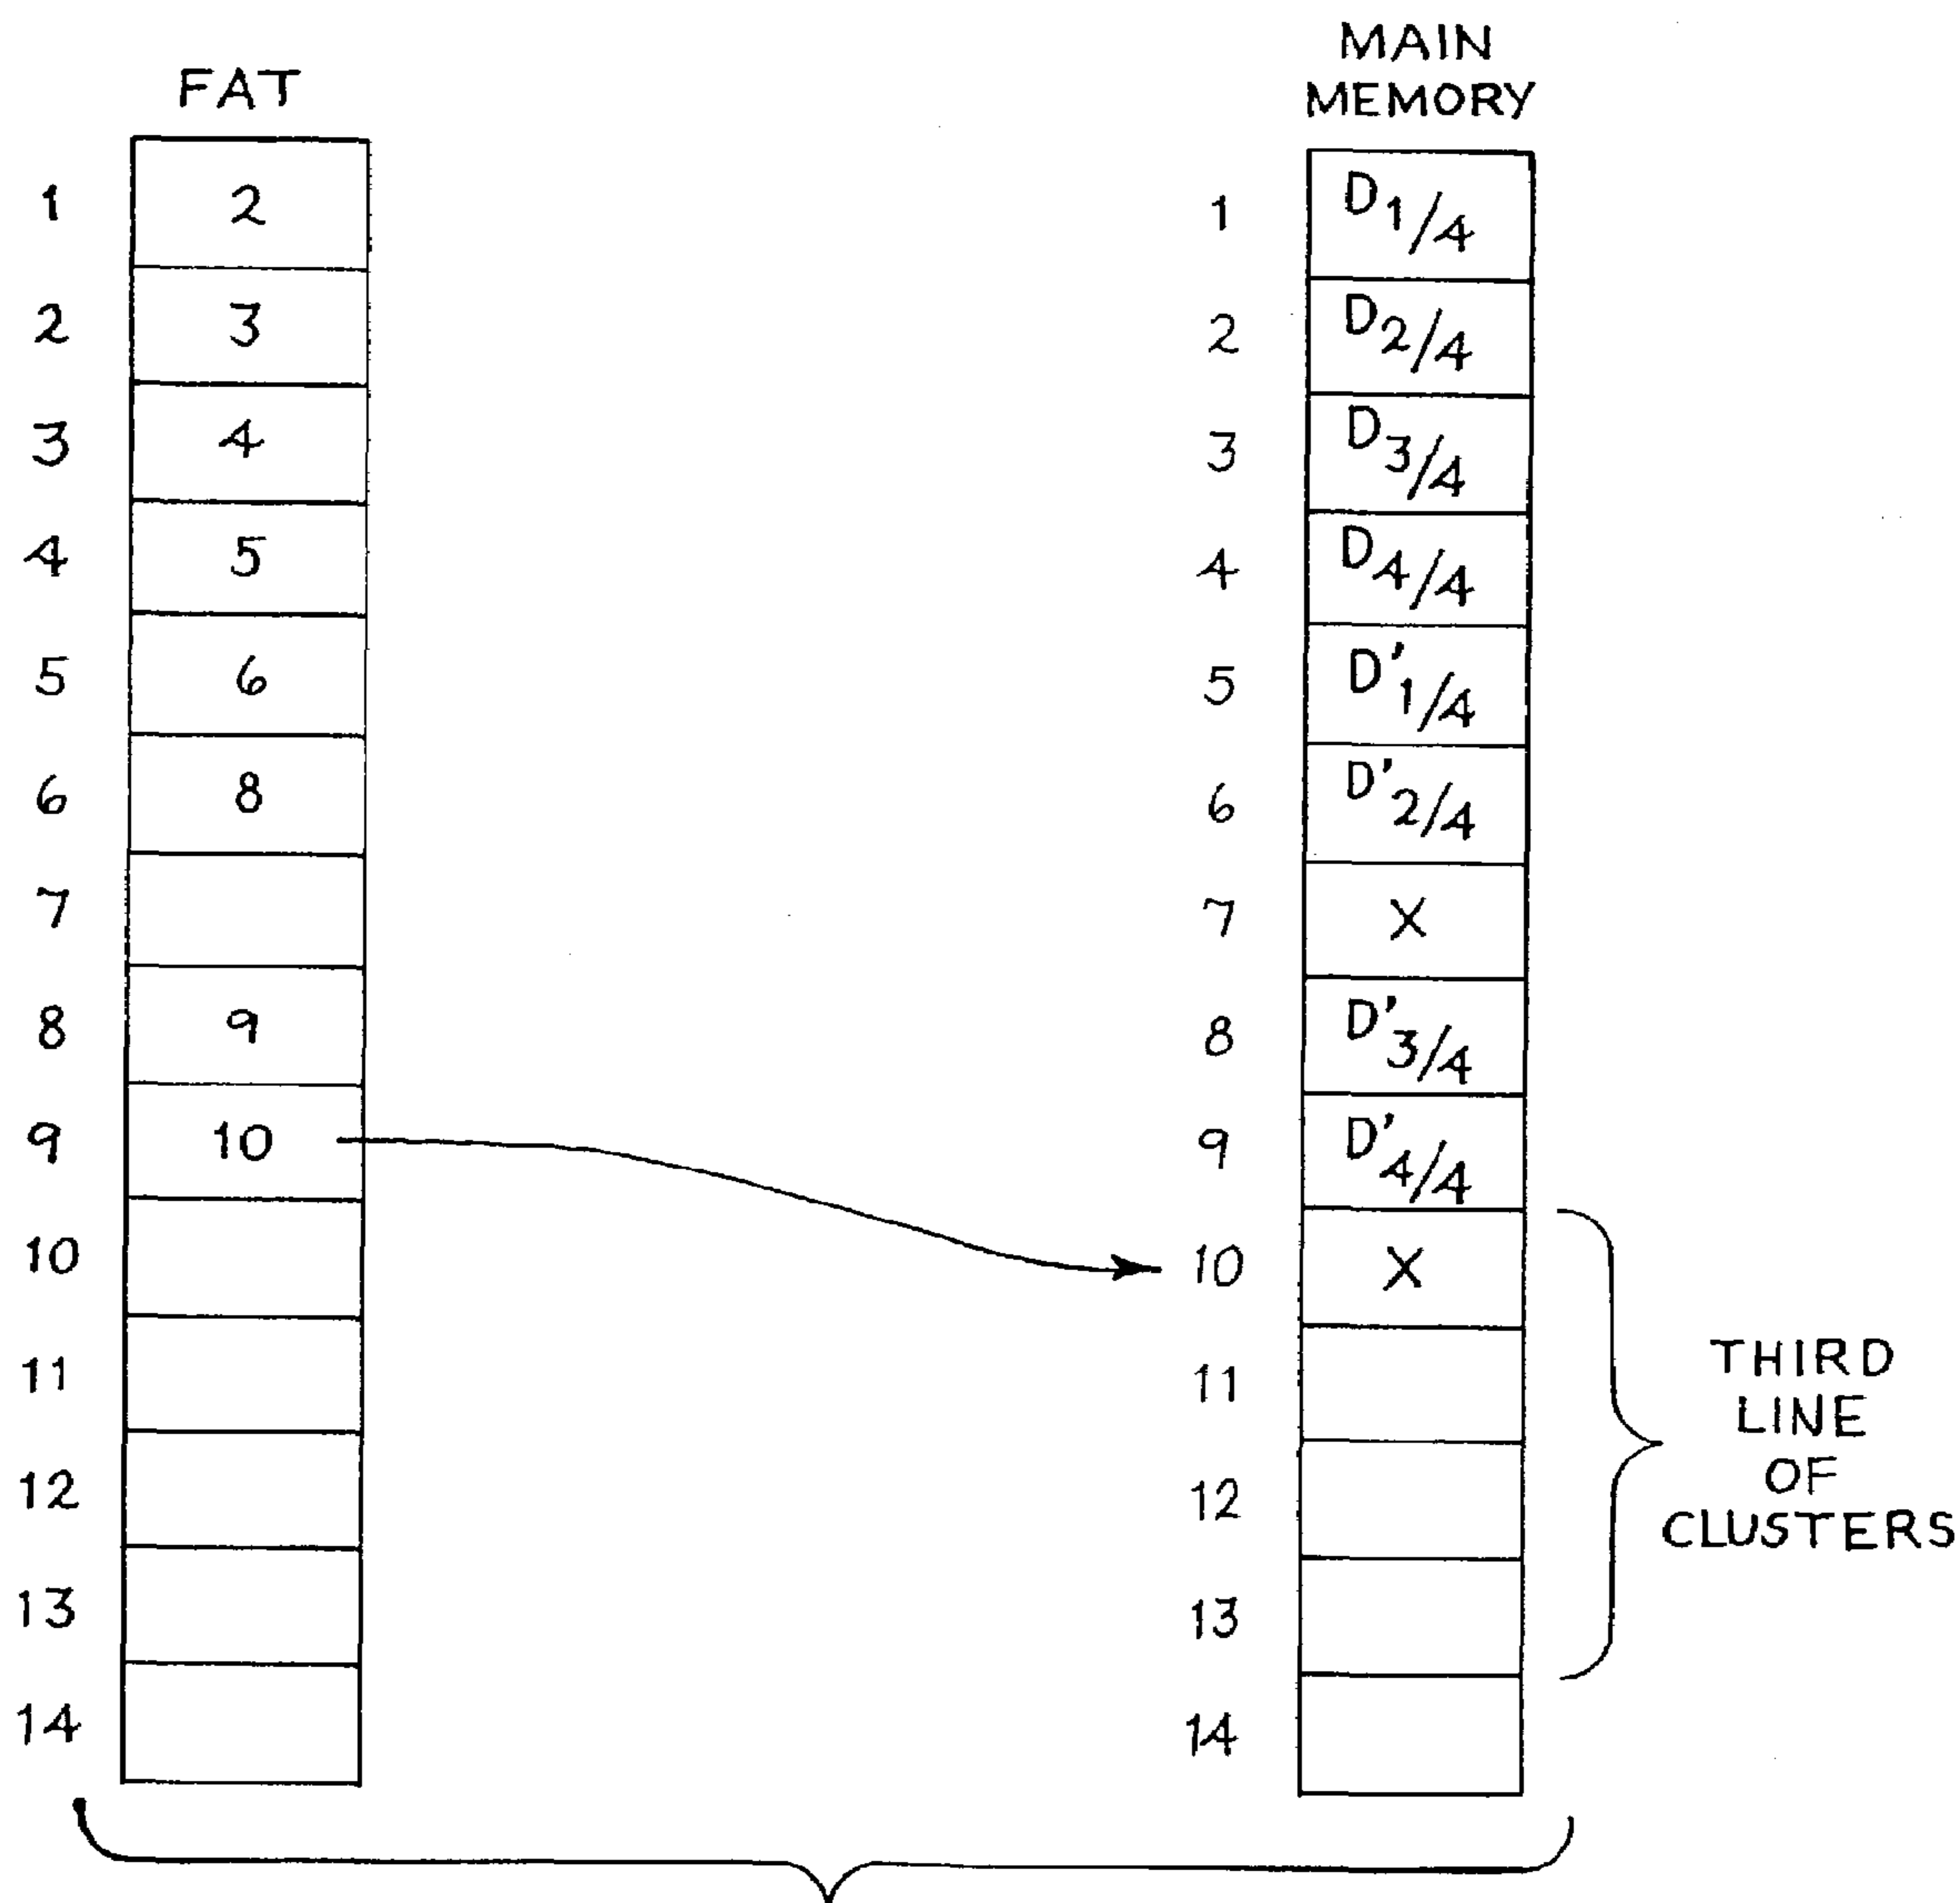 FAT
1 2
2 3
3 4
4 5
5 6
6 8
7
8 9
9 10
10
11
12
13
14
MAIN
MEMORY
1 D1/4
2 D2/4
3 D3/4
4 D4/4
5 D'1/4
6 D'2/4
7 X
8 D'3/4
9 D'4/4
10 X
11
12
13
14
THIRD
LINE
OF
CLUSTERS